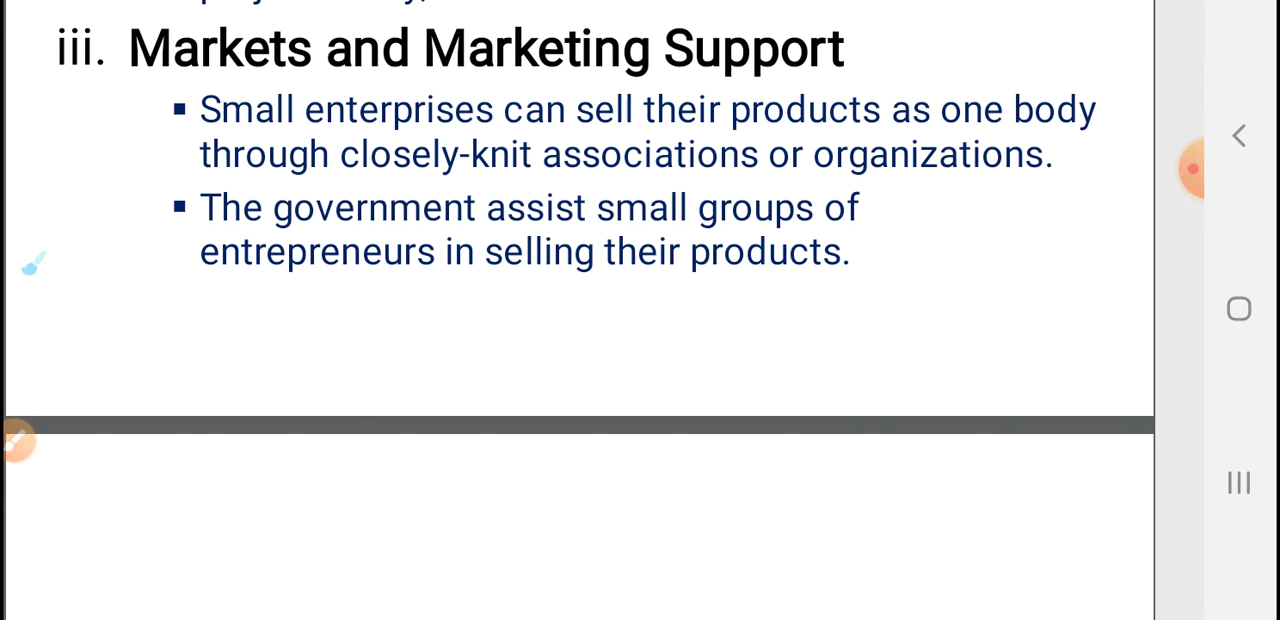 iii. Markets and Marketing Support
▪ Small enterprises can sell their products as one body
through closely-knit associations or organizations.
▪ The government assist small groups of
entrepreneurs in selling their products.